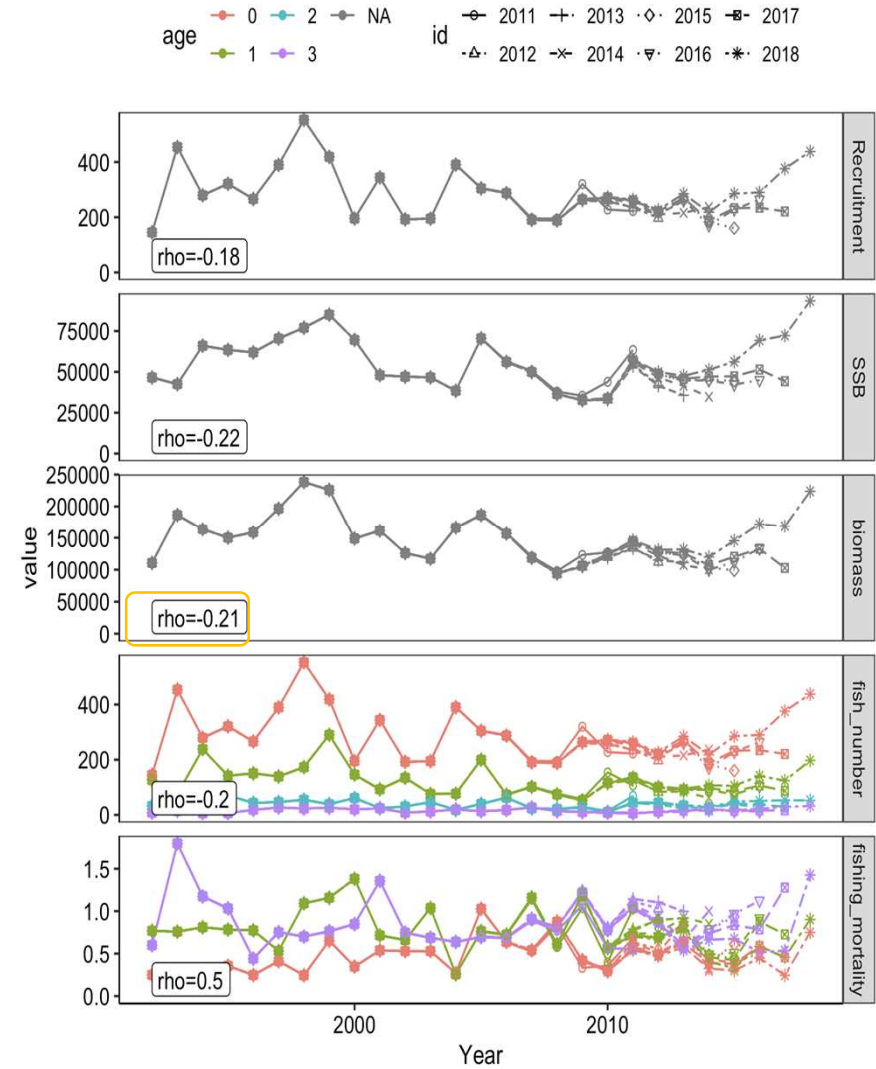 age 0 2 NA id 2011 2013 2015 2017
1 3 2012 2014 2016 2018
400
200
0
rho=-0.18
Recruitment
75000
50000
25000
0
rho=-0.22
SSB
250000
200000
150000
100000
50000
0
rho=-0.21
biomass
value
400
200
0
rho=-0.2
fish_number
1.5
1.0
0.5
0.0
rho=0.5
fishing_mortality
2000 2010
Year